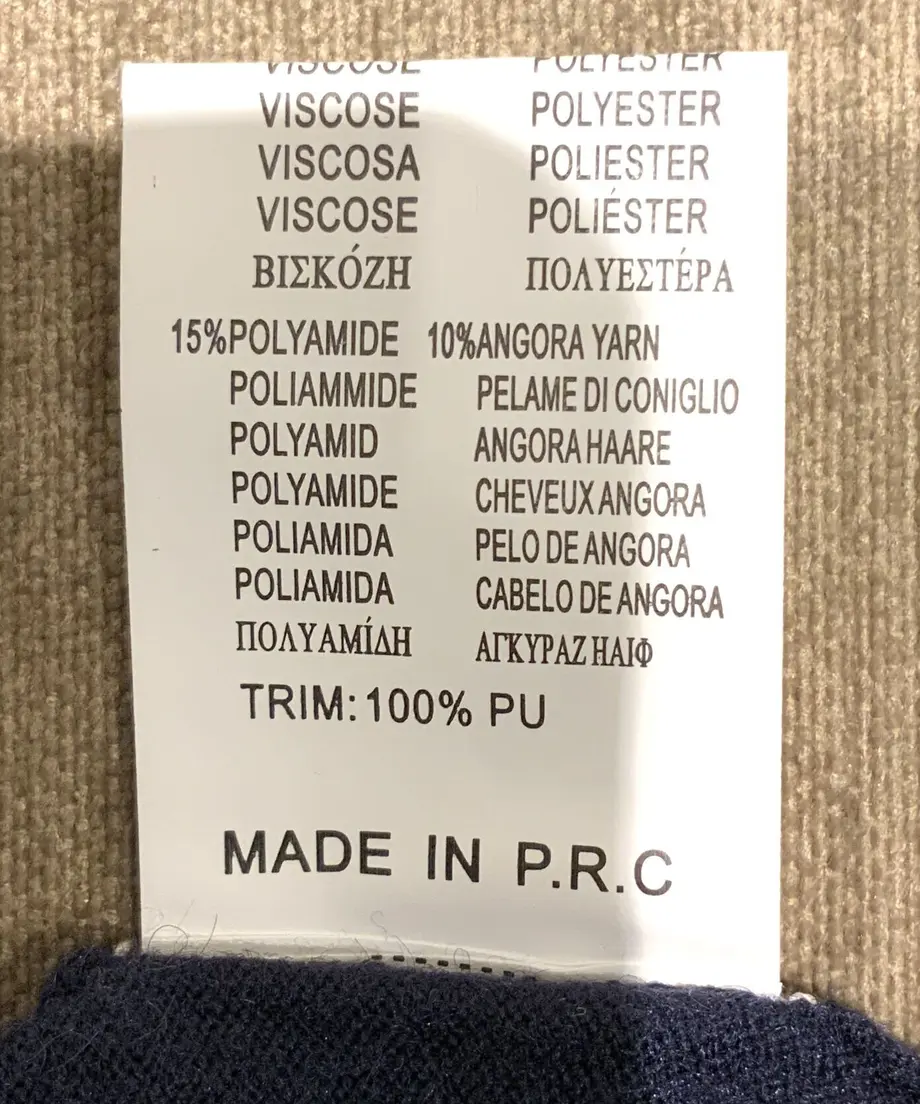 VISCOSE POLYESTER
VISCOSE POLYESTER
VISCOSA POLIESTER
VISCOSE POLIÉSTER
ΒΙΣΚΌΖΗ ΠΟΛΥΕΣΤΈΡΑ
15%POLYAMIDE 10%ANGORA YARN
POLIAMMIDE PELAME DI CONIGLIO
POLYAMID ANGORA HAARE
POLYAMIDE CHEVEUX ANGORA
POLIAMIDA PELO DE ANGORA
POLIAMIDA CABELO DE ANGORA
ΠΟΛΥΑΜΊΔΗ ΑΓΚΥΡΑΖ ΗΑΙΦ
TRIM: 100% PU
MADE IN P.R.C